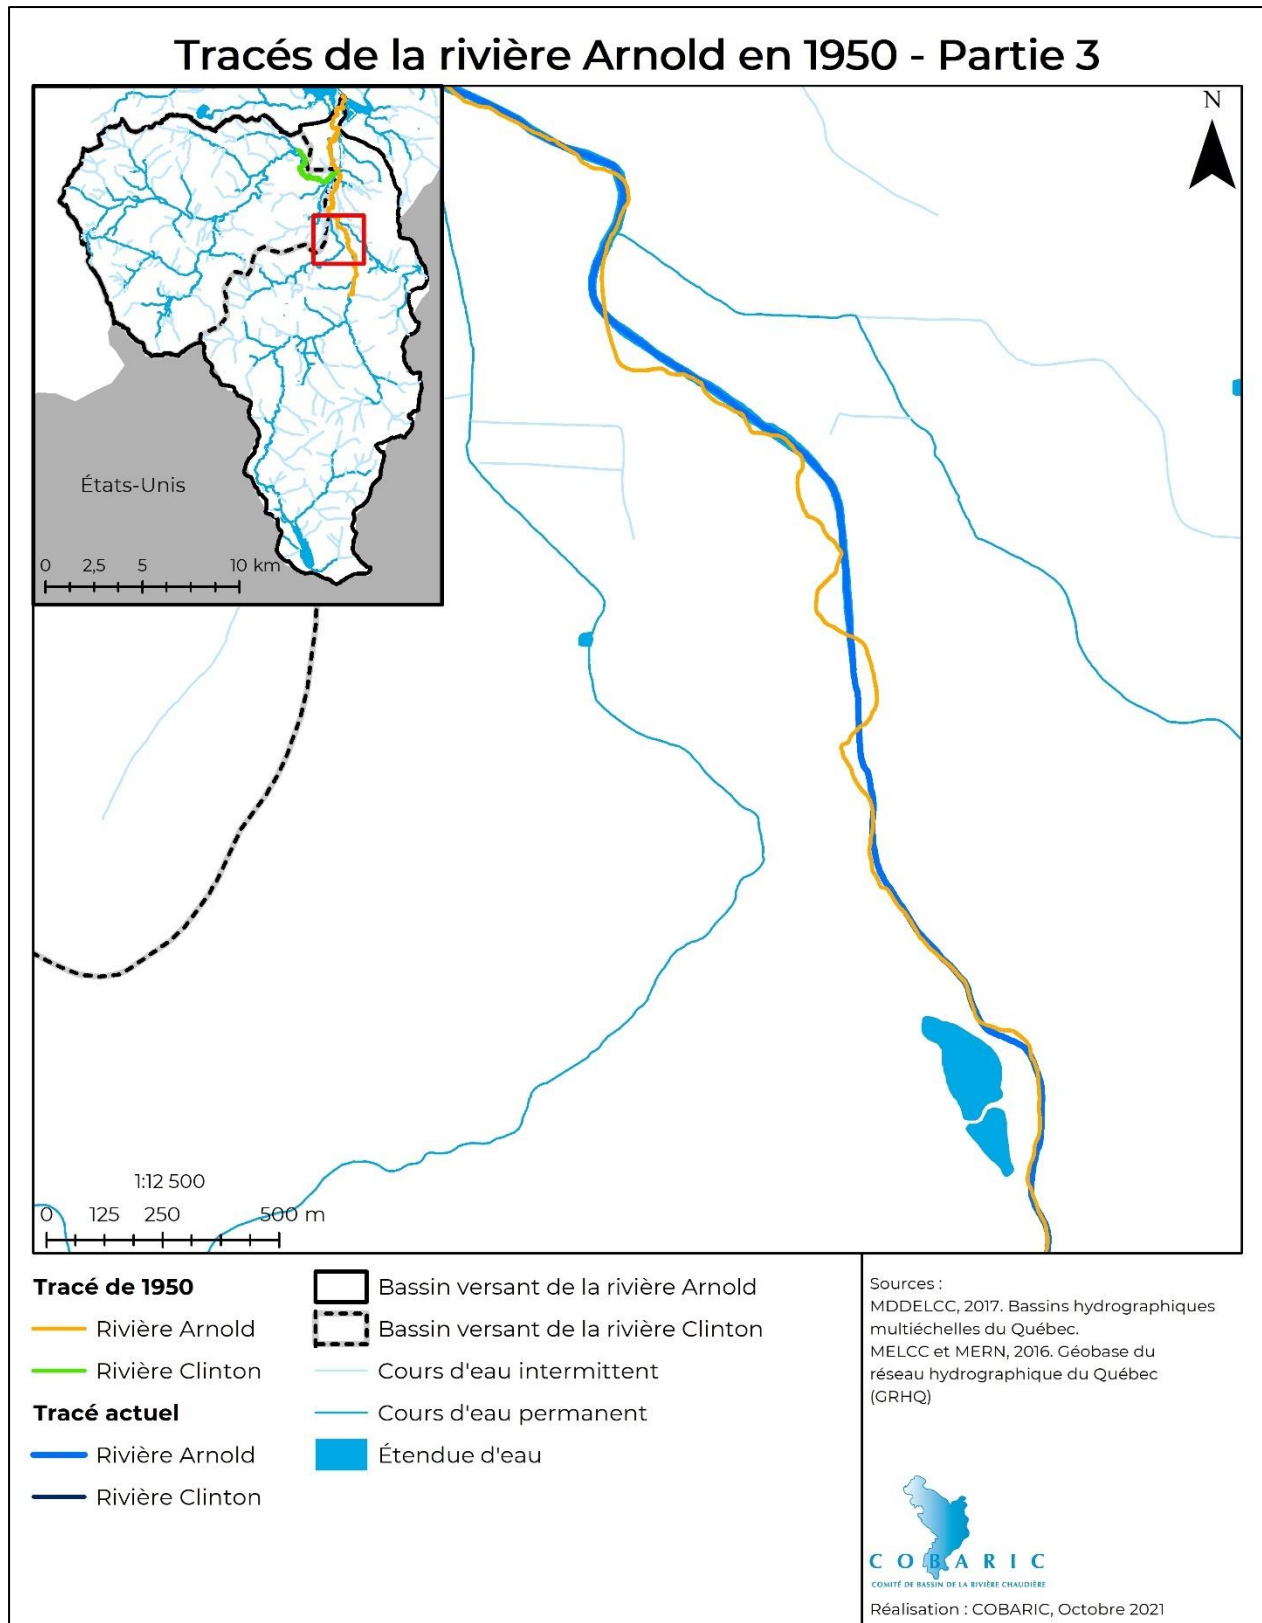 Tracés de la rivière Arnold en 1950 - Partie 3
N
États-Unis
0 2,5 5 10 km
1:12 500
0 125 250 500 m
Tracé de 1950
Rivière Arnold
Rivière Clinton
Tracé actuel
Rivière Arnold
Rivière Clinton
Bassin versant de la rivière Arnold
Bassin versant de la rivière Clinton
Cours d'eau intermittent
Cours d'eau permanent
Étendue d'eau
Sources :
MDDELCC, 2017. Bassins hydrographiques
multiéchelles du Québec.
MELCC et MERN, 2016. Géobase du
réseau hydrographique du Québec
(GRHQ)
COBARIC
COMITÉ DE BASSIN DE LA RIVIÈRE CHAUDIÈRE
Réalisation : COBARIC, Octobre 2021